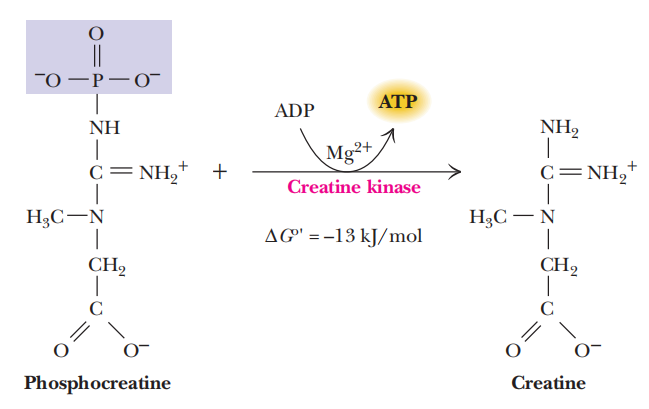 O
⁻O—P—O⁻
NH
C=NH₂⁺
H₃C—N
CH₂
C
O O⁻
Phosphocreatine
+
ADP
ATP
Mg²⁺
Creatine kinase
ΔG°' = –13 kJ/mol
NH₂
C=NH₂⁺
H₃C—N
CH₂
C
O O⁻
Creatine